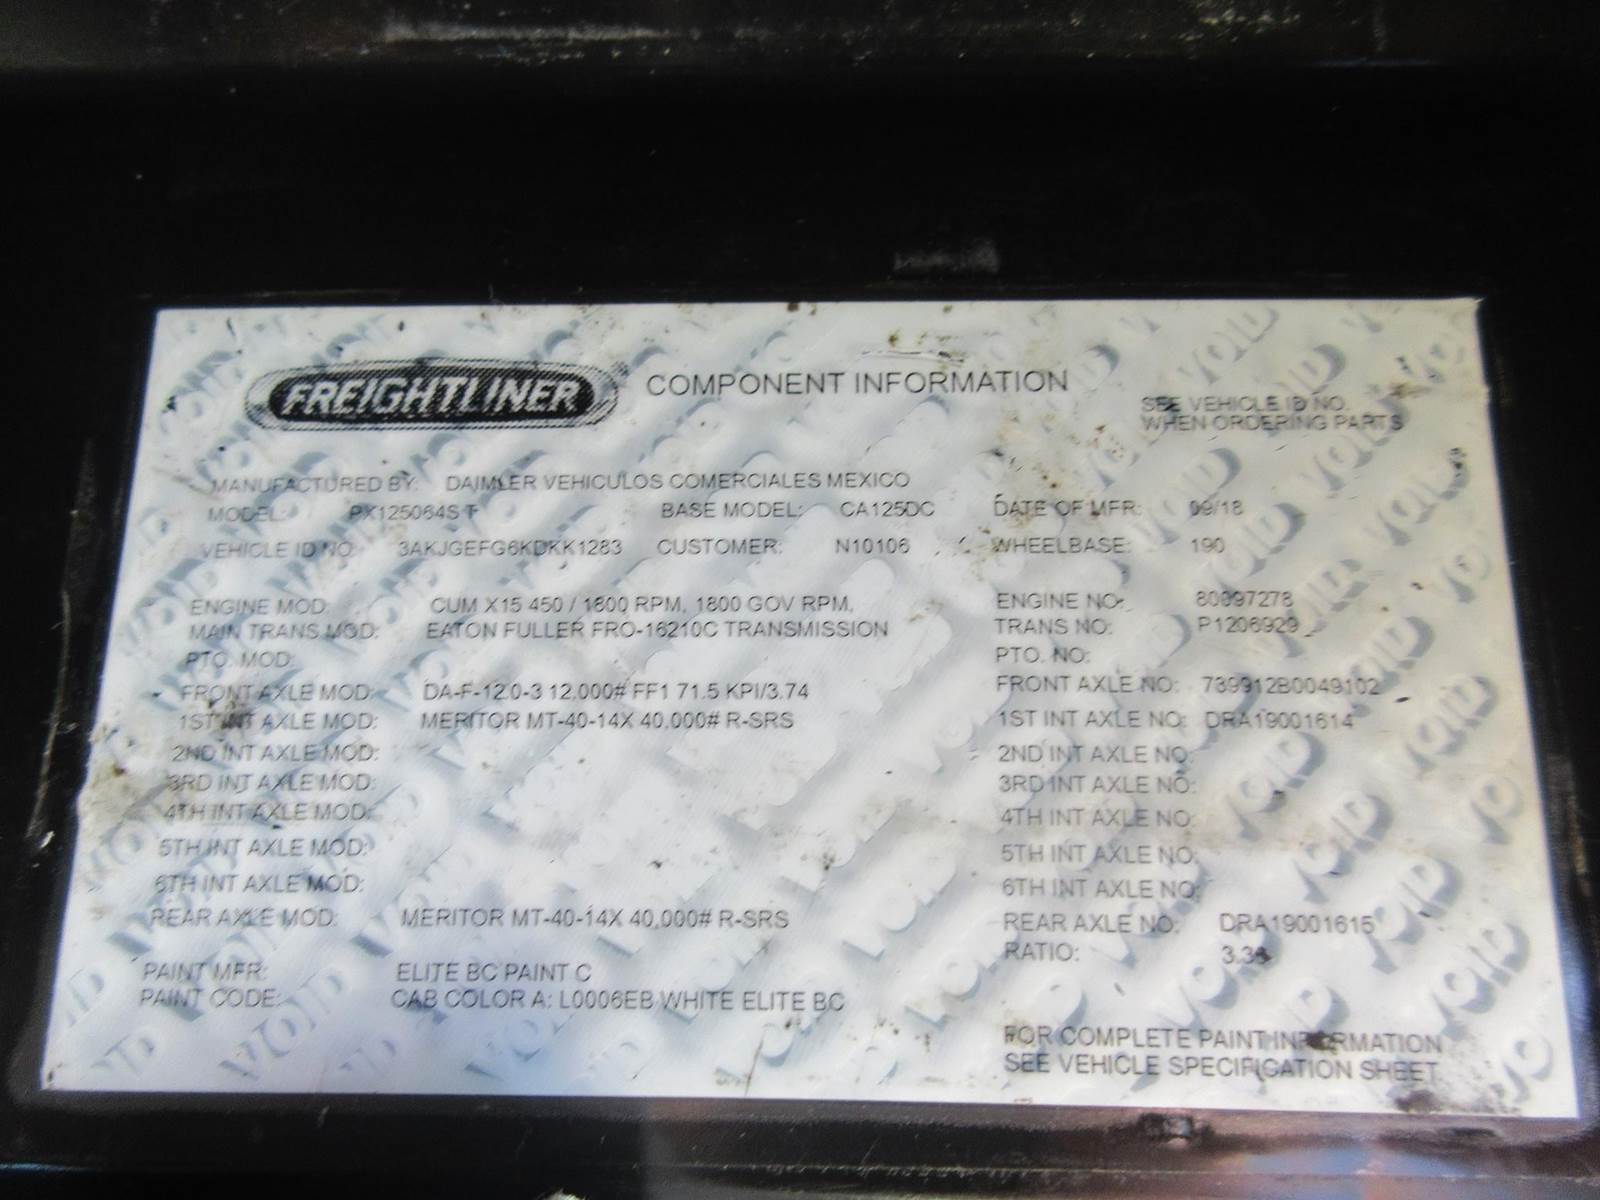 FREIGHTLINER COMPONENT INFORMATION
SEE VEHICLE ID NO.
WHEN ORDERING PARTS
MANUFACTURED BY: DAIMLER VEHICULOS COMERCIALES MEXICO
MODEL: PX125064S T BASE MODEL: CA125DC DATE OF MFR: 09/18
VEHICLE ID NO. 3AKJGEFG6KDKK1283 CUSTOMER: N10106 WHEELBASE: 190
ENGINE MOD: CUM X15 450 / 1800 RPM, 1800 GOV RPM, ENGINE NO: 80097278
MAIN TRANS MOD: EATON FULLER FRO-16210C TRANSMISSION TRANS NO: P1206929
PTO. MOD: PTO. NO:
FRONT AXLE MOD: DA-F-12.0-3 12,000# FF1 71.5 KPI/3.74 FRONT AXLE NO: 739912B0049102
1ST INT AXLE MOD: MERITOR MT-40-14X 40,000# R-SRS 1ST INT AXLE NO: DRA19001614
2ND INT AXLE MOD: 2ND INT AXLE NO:
3RD INT AXLE MOD: 3RD INT AXLE NO:
4TH INT AXLE MOD: 4TH INT AXLE NO:
5TH INT AXLE MOD: 5TH INT AXLE NO:
6TH INT AXLE MOD: 6TH INT AXLE NO:
REAR AXLE MOD: MERITOR MT-40-14X 40,000# R-SRS REAR AXLE NO: DRA19001615
RATIO:
PAINT MFR: ELITE BC PAINT C
PAINT CODE: CAB COLOR A: L0006EB WHITE ELITE BC
FOR COMPLETE PAINT INFORMATION
SEE VEHICLE SPECIFICATION SHEET